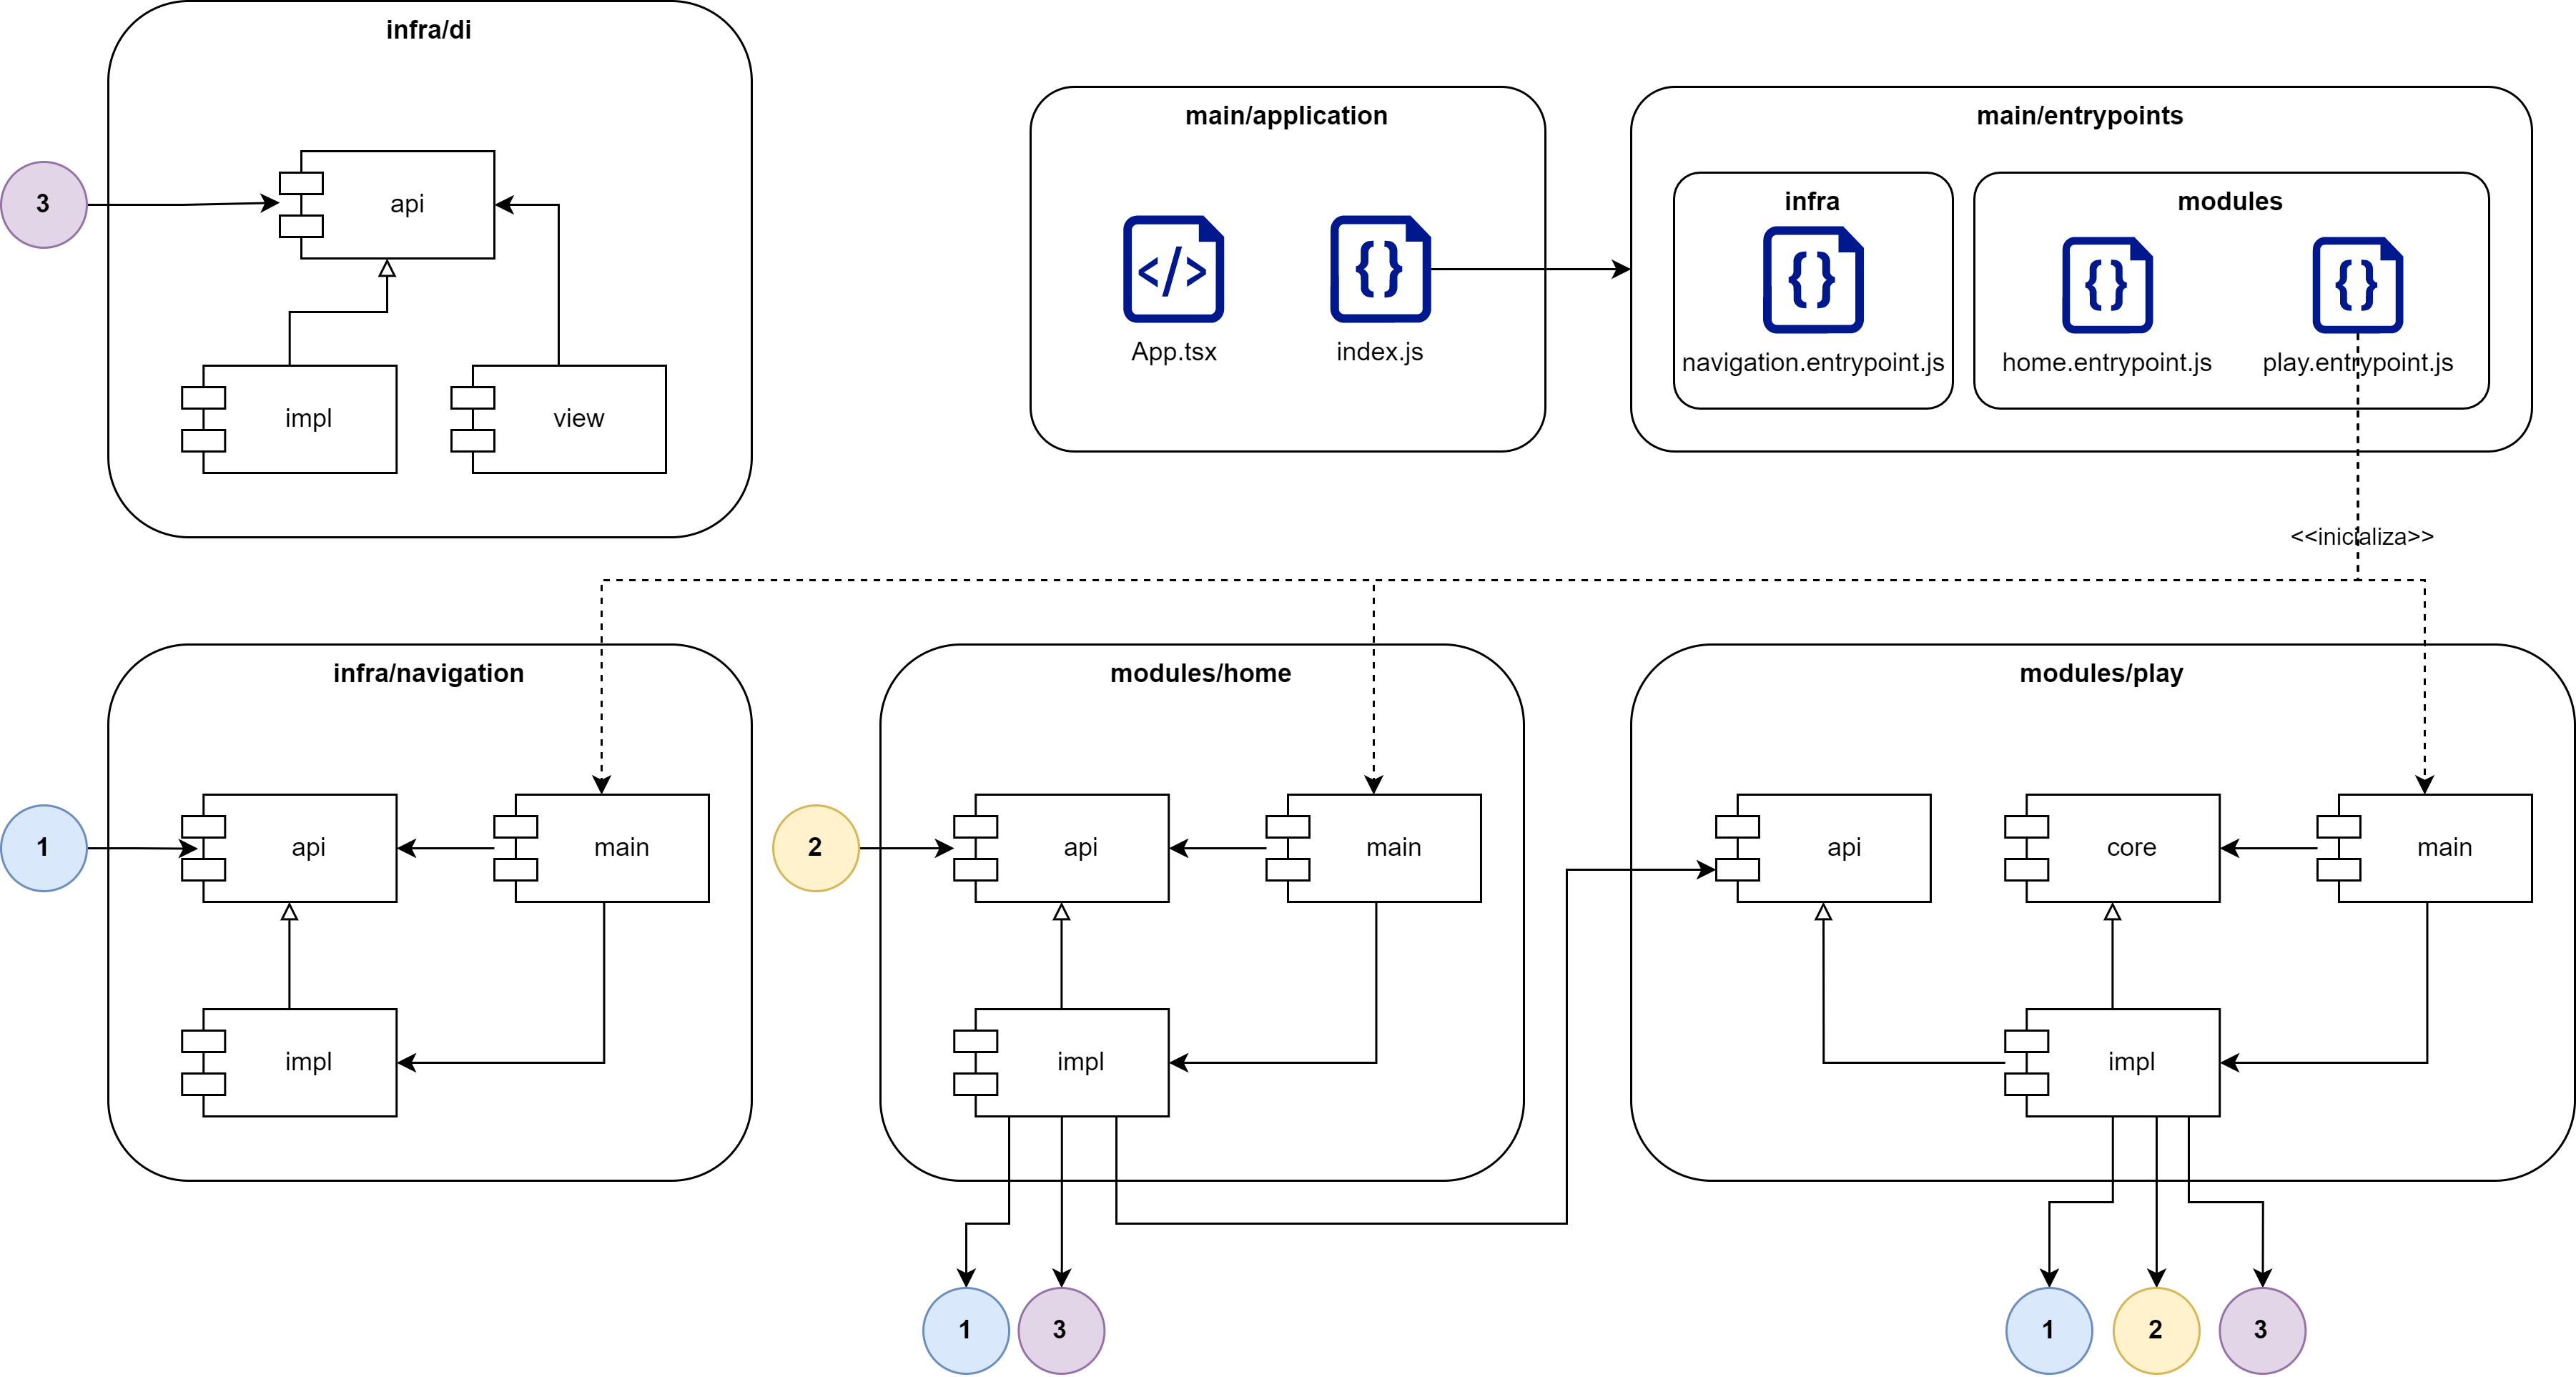 infra/di
3
api
impl
view
main/application
App.tsx
index.js
main/entrypoints
infra
navigation.entrypoint.js
modules
home.entrypoint.js
play.entrypoint.js
<<inicializa>>
infra/navigation
1
api
main
impl
modules/home
2
api
main
impl
1
3
modules/play
api
core
main
impl
1
2
3